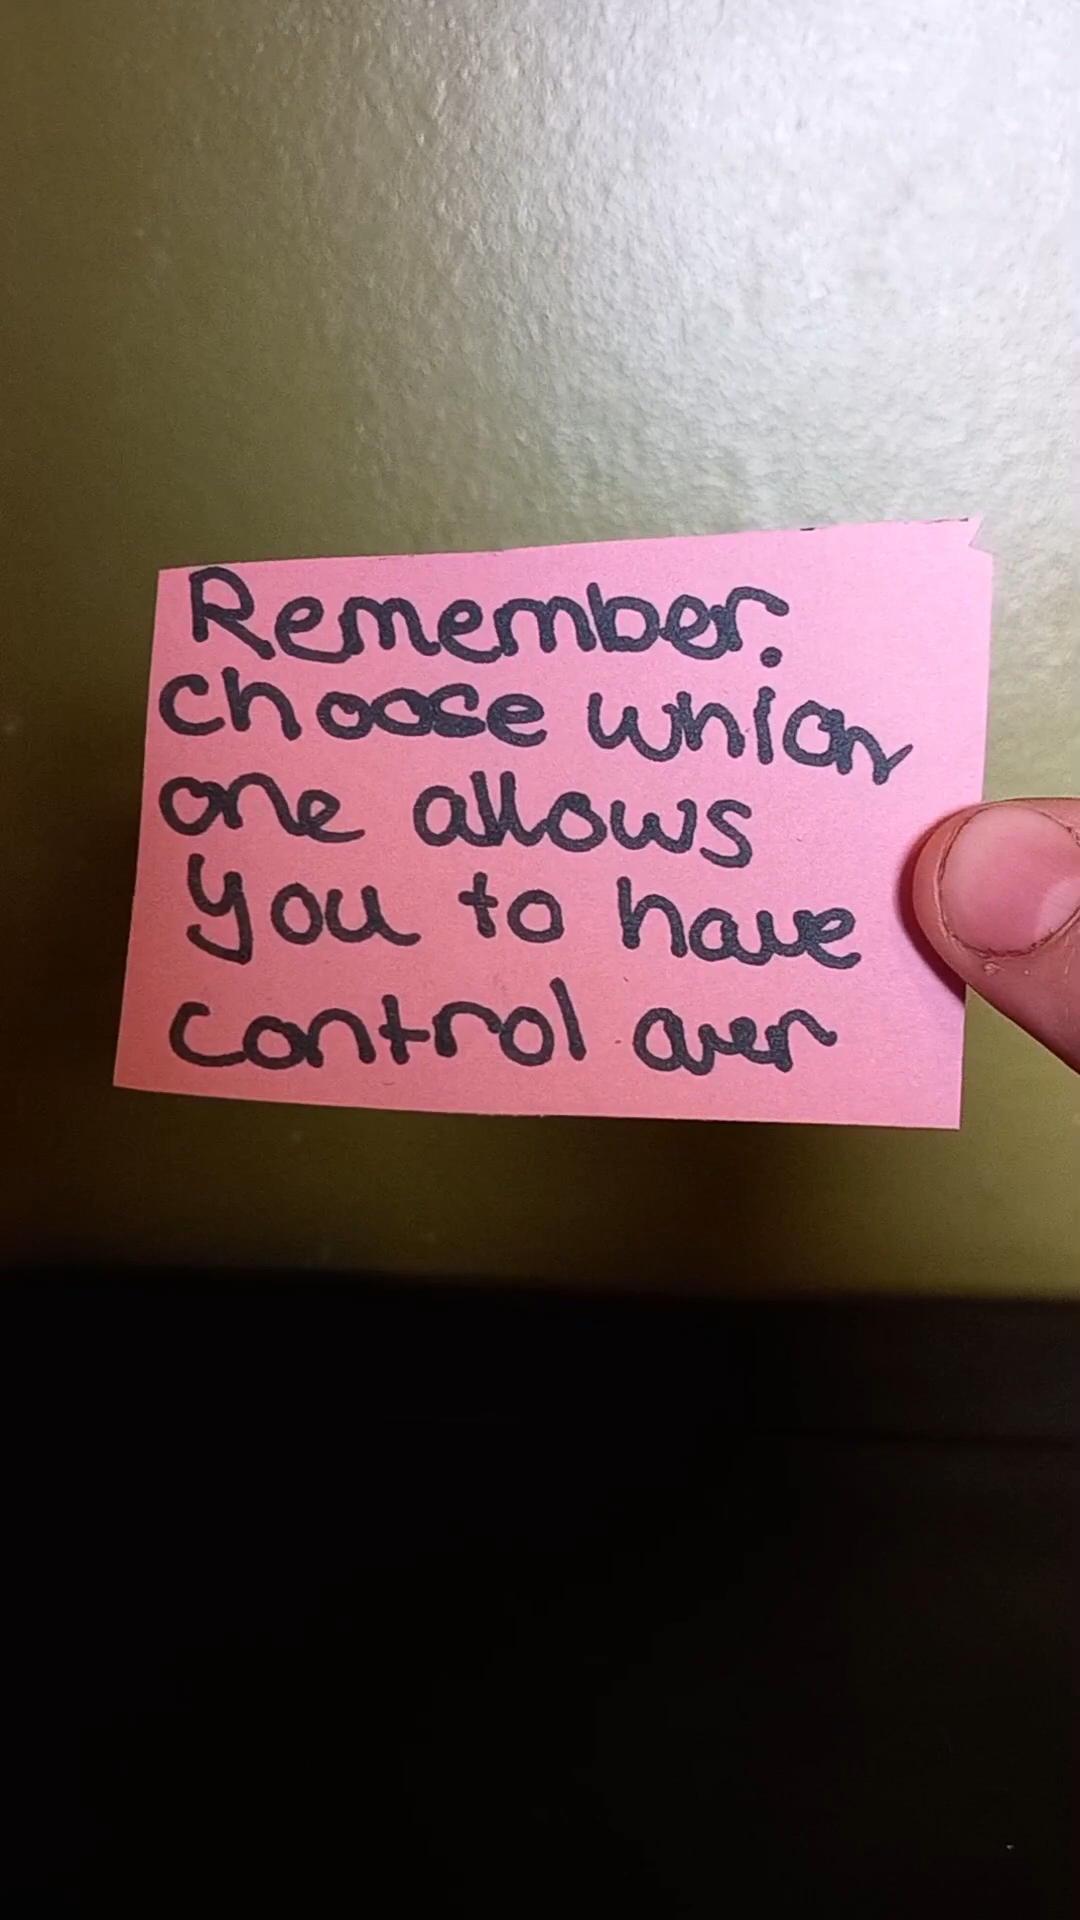 Remember.
choose which
one allows
you to have
control over